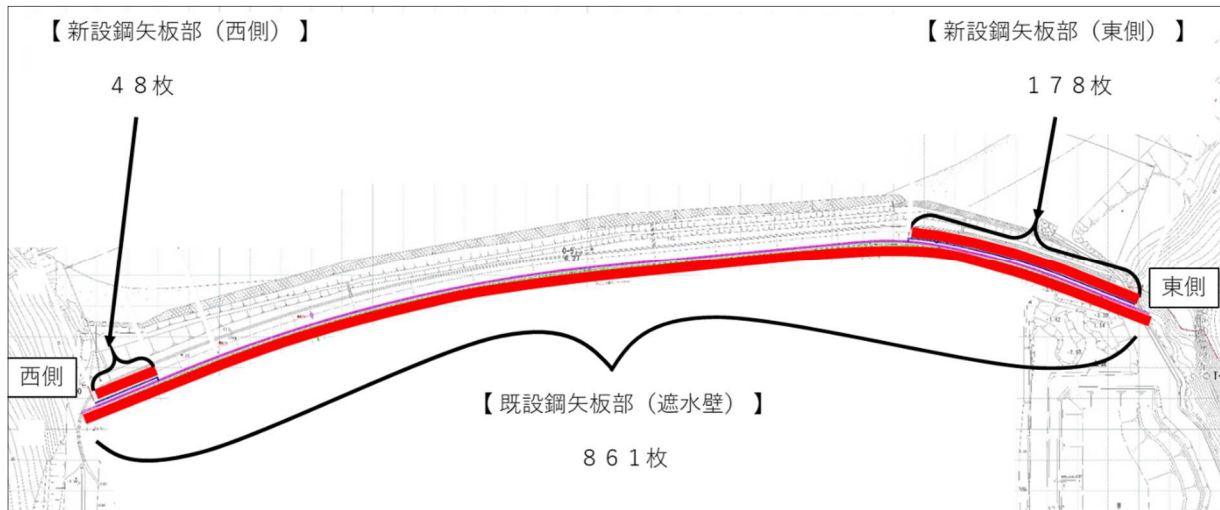 【 新設鋼矢板部（西側） 】
48枚
【 新設鋼矢板部（東側） 】
178枚
東側
西側
【 既設鋼矢板部（遮水壁） 】
861枚